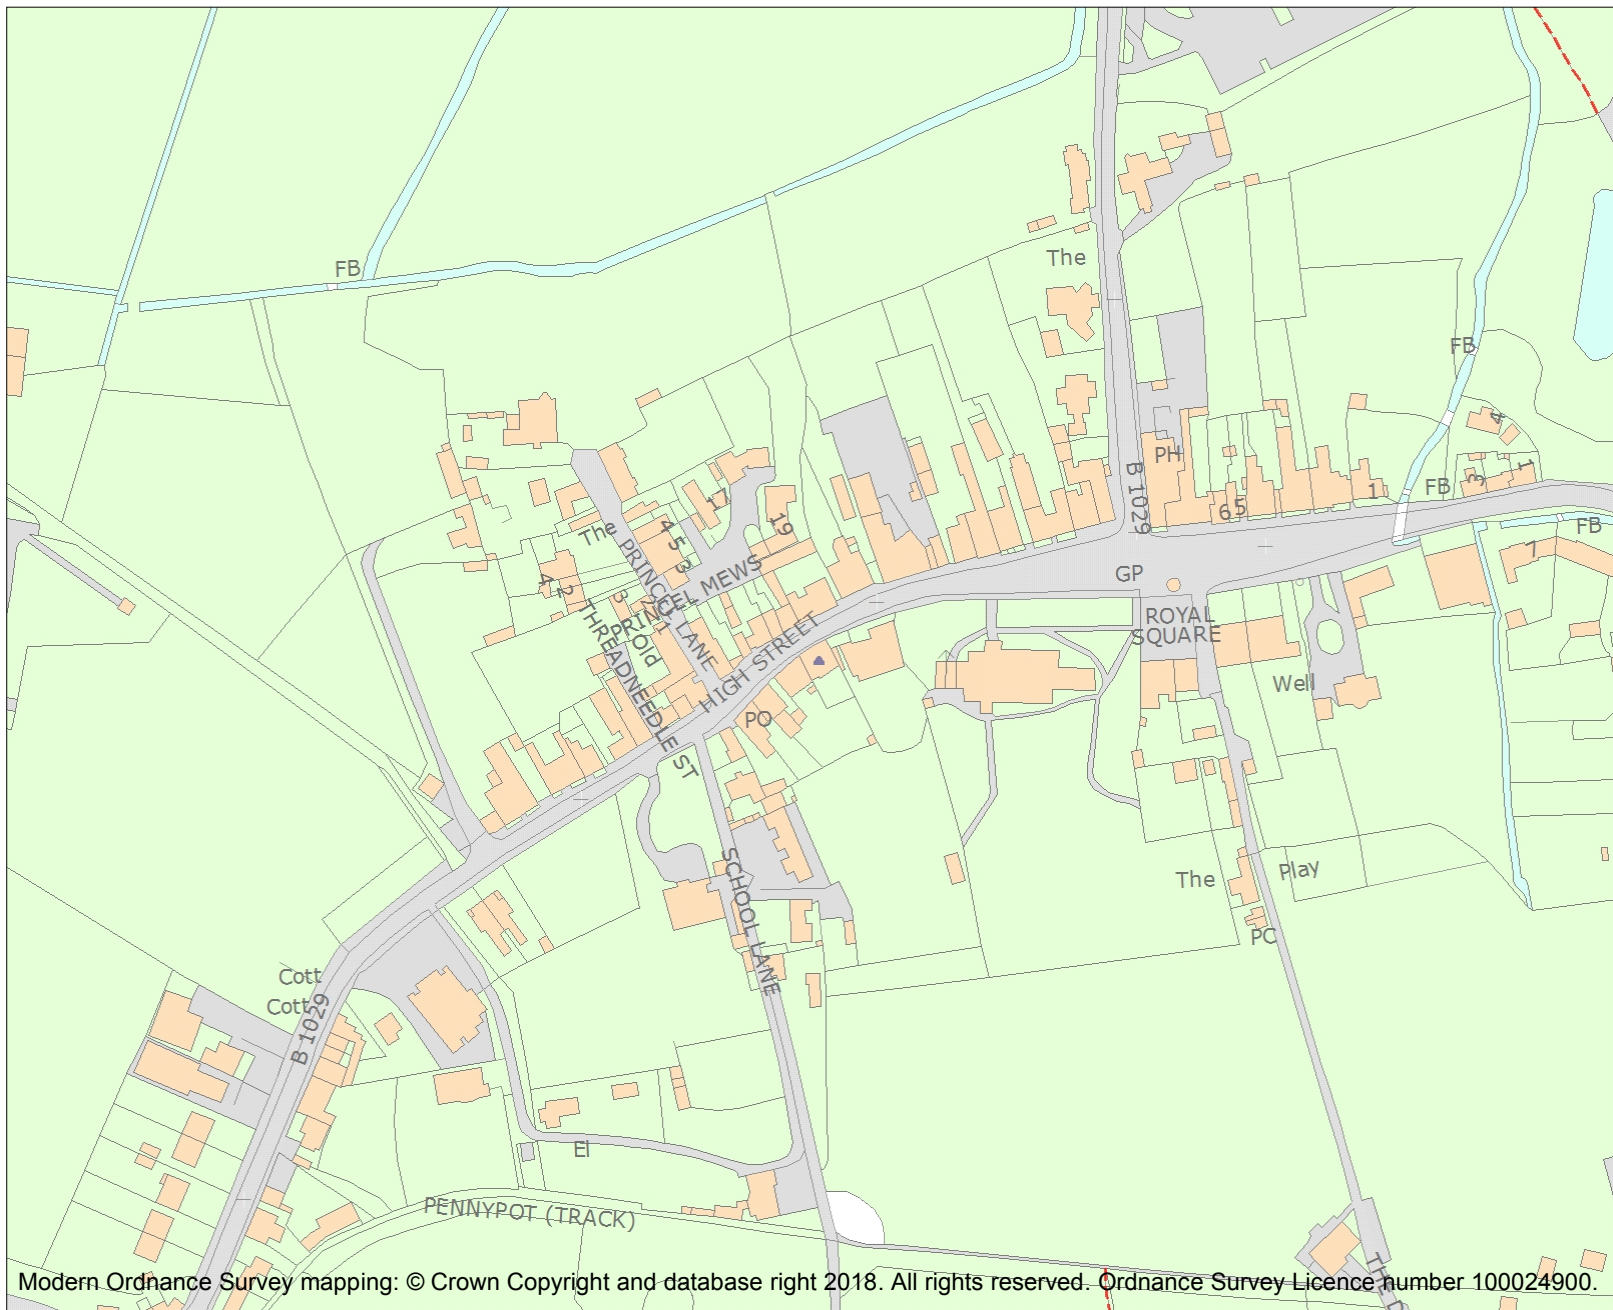 FB
The
FB
PH
B 1029
6 5
1
FB
4
3
1
FB
7
17
19
The
4
5
3
PRINCEL LANE
PRINCEL MEWS
4
2
3
2
1
Old
THREADNEEDLE ST
HIGH STREET
GP
ROYAL
SQUARE
Well
PO
SCHOOL LANE
The
Play
PC
Cott
Cott
B 1029
El
PENNYPOT (TRACK)
THE D
Modern Ordnance Survey mapping: © Crown Copyright and database right 2018. All rights reserved. Ordnance Survey Licence number 100024900.